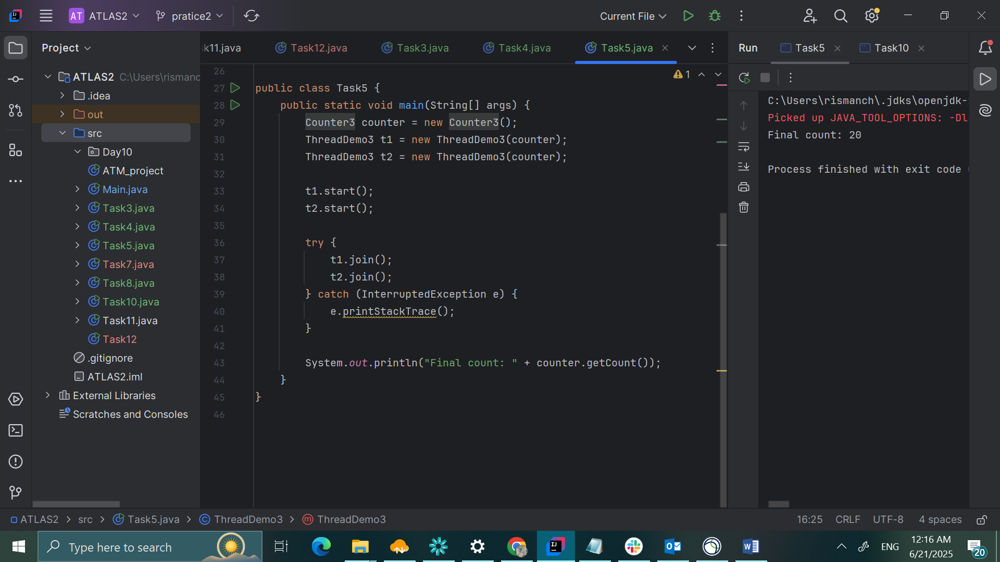 AT ATLAS2
pratice2
Current File
Project
k11.java
Task12.java
Task3.java
Task4.java
Task5.java
Run
Task5
Task10
ATLAS2 C:\Users\rismanc
.idea
out
src
Day10
ATM_project
Main.java
Task3.java
Task4.java
Task5.java
Task7.java
Task8.java
Task10.java
Task11.java
Task12
.gitignore
ATLAS2.iml
External Libraries
Scratches and Consoles
1
26
27 public class Task5 {
28 public static void main(String[] args) {
29 Counter3 counter = new Counter3();
30 ThreadDemo3 t1 = new ThreadDemo3(counter);
31 ThreadDemo3 t2 = new ThreadDemo3(counter);
32
33 t1.start();
34 t2.start();
35
36 try {
37 t1.join();
38 t2.join();
39 } catch (InterruptedException e) {
40 e.printStackTrace();
41 }
42
43 System.out.println("Final count: " + counter.getCount());
44 }
45 }
46
C:\Users\rismanch\.jdks\openjdk-
Picked up JAVA_TOOL_OPTIONS: -Dl
Final count: 20
Process finished with exit code
ATLAS2 > src > Task5.java > ThreadDemo3 > ThreadDemo3
16:25 CRLF UTF-8 4 spaces
Type here to search
ENG
12:16 AM
6/21/2025
20